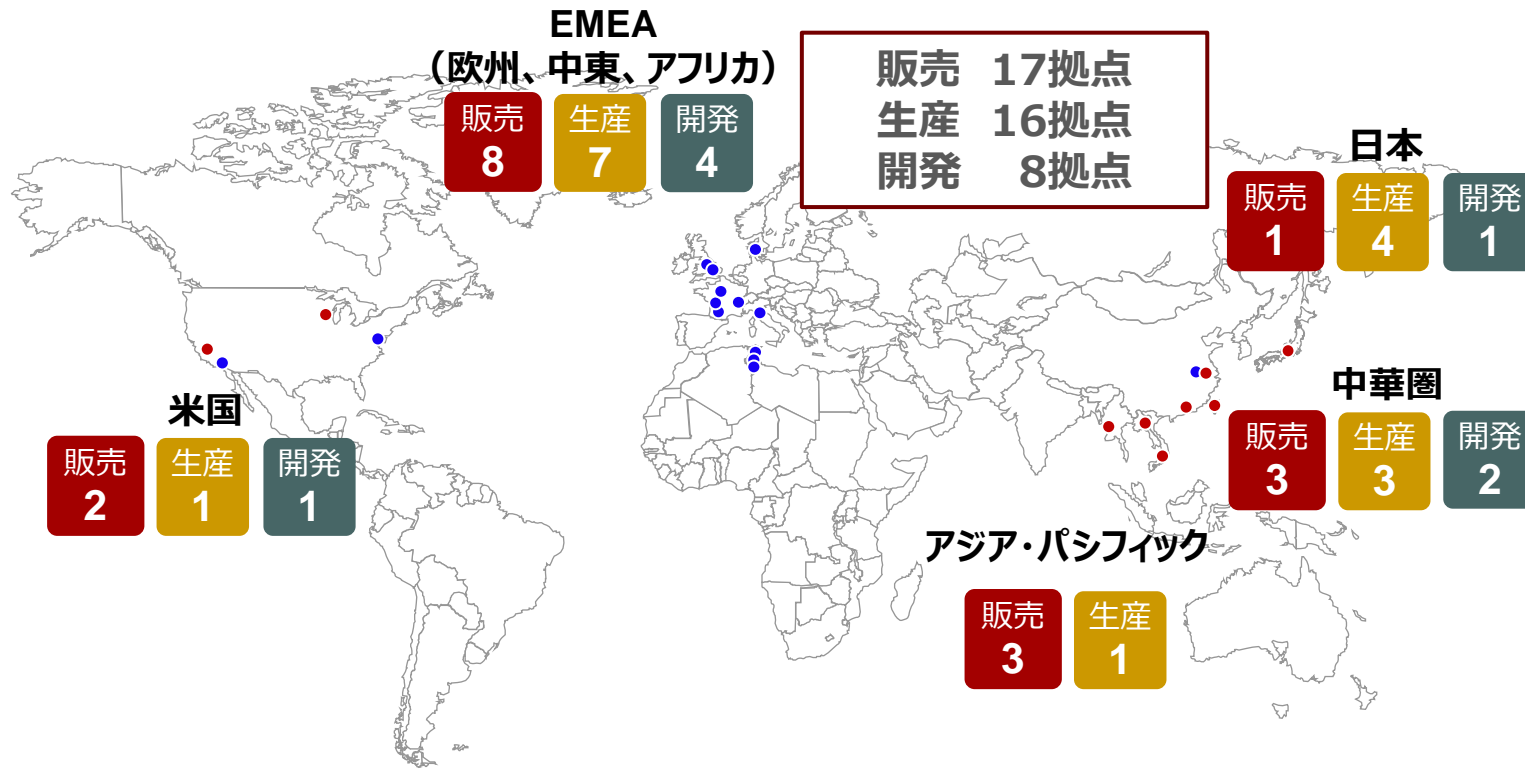 EMEA
（欧州、中東、アフリカ）
販売 8
生産 7
開発 4
販売 17拠点
生産 16拠点
開発 8拠点
日本
販売 1
生産 4
開発 1
米国
販売 2
生産 1
開発 1
中華圏
販売 3
生産 3
開発 2
アジア・パシフィック
販売 3
生産 1